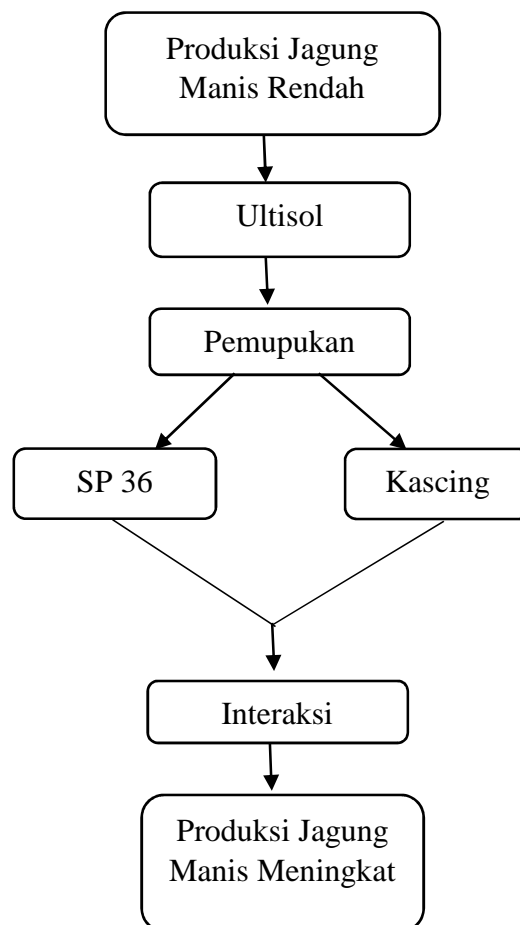 Produksi Jagung
Manis Rendah
Ultisol
Pemupukan
SP 36
Kascing
Interaksi
Produksi Jagung
Manis Meningkat